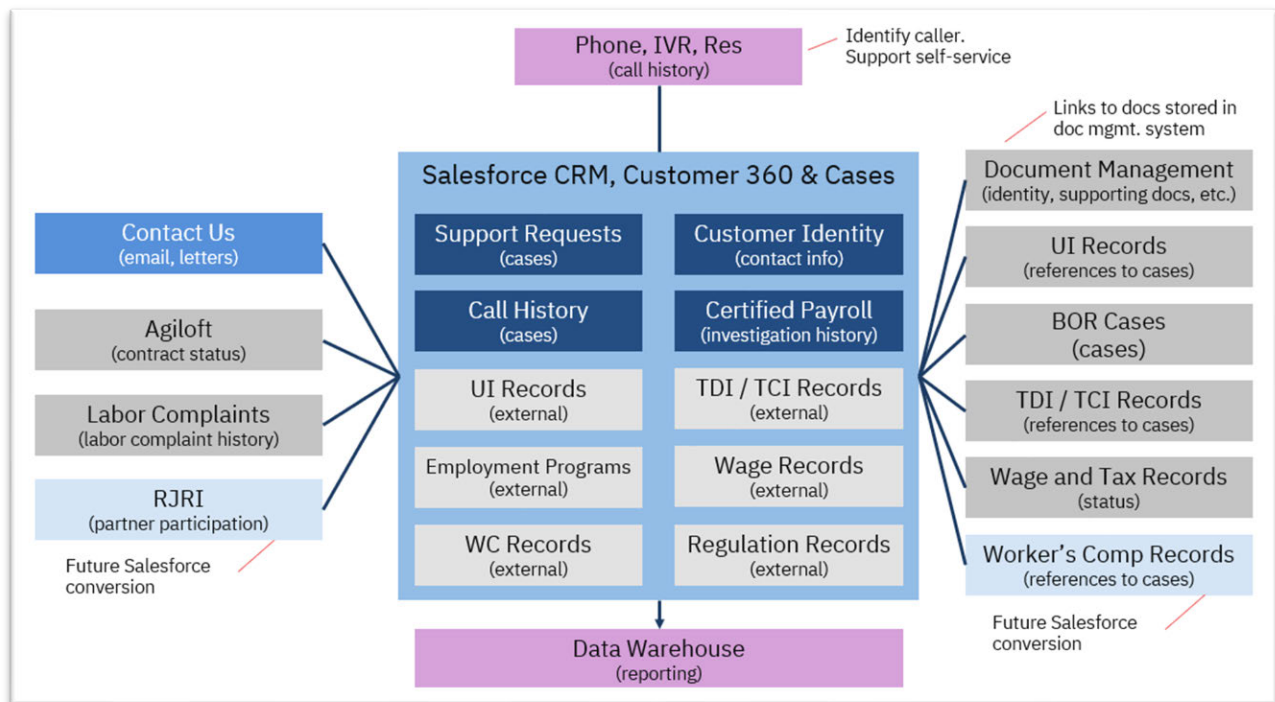 Phone, IVR, Res
(call history)
Identify caller.
Support self-service
Links to docs stored in
doc mgmt. system
Salesforce CRM, Customer 360 & Cases
Support Requests
(cases)
Customer Identity
(contact info)
Call History
(cases)
Certified Payroll
(investigation history)
UI Records
(external)
TDI / TCI Records
(external)
Employment Programs
(external)
Wage Records
(external)
WC Records
(external)
Regulation Records
(external)
Contact Us
(email, letters)
Agiloft
(contract status)
Labor Complaints
(labor complaint history)
RJRI
(partner participation)
Future Salesforce
conversion
Document Management
(identity, supporting docs, etc.)
UI Records
(references to cases)
BOR Cases
(cases)
TDI / TCI Records
(references to cases)
Wage and Tax Records
(status)
Worker’s Comp Records
(references to cases)
Future Salesforce
conversion
Data Warehouse
(reporting)